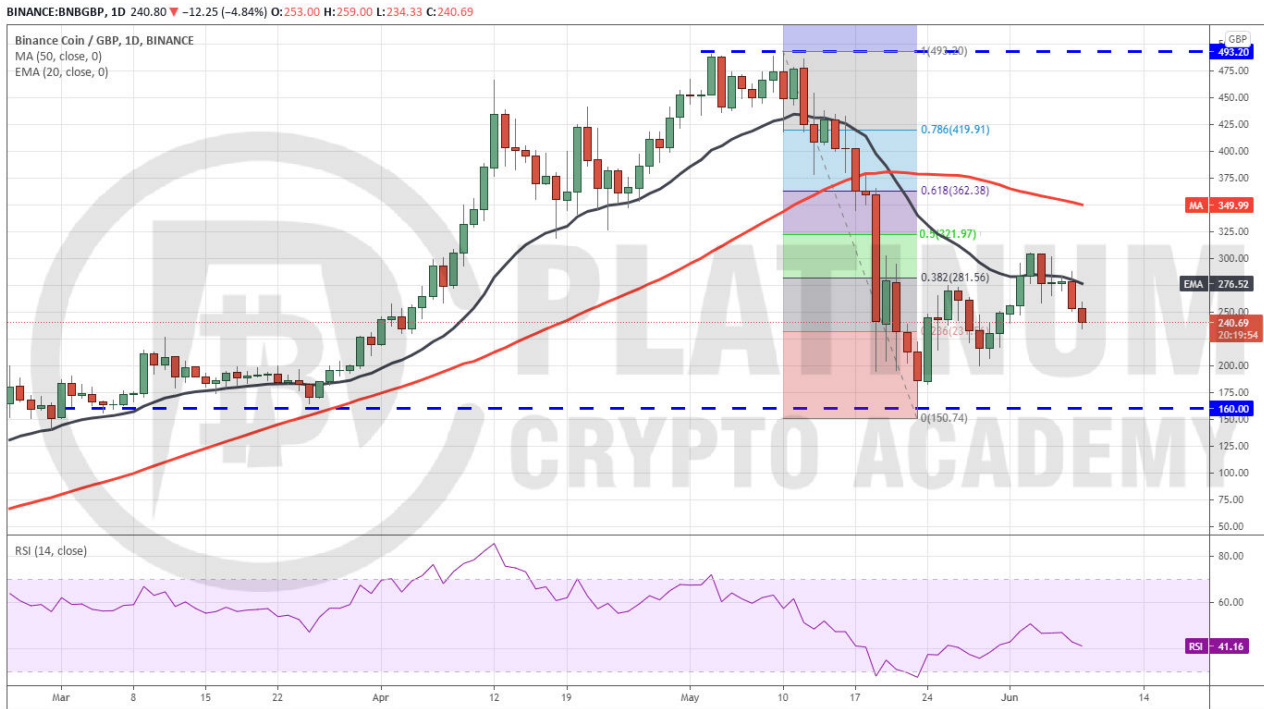 BINANCE:BNBGBP, 1D 240.80 ▼ −12.25 (−4.84%) O:253.00 H:259.00 L:234.33 C:240.69
Binance Coin / GBP, 1D, BINANCE
MA (50, close, 0)
EMA (20, close, 0)
GBP
1(493.20)
493.20
475.00
450.00
425.00
0.786(419.91)
400.00
375.00
0.618(362.38)
MA 349.99
325.00
0.5(321.97)
300.00
0.382(281.56)
EMA 276.52
250.00
240.69
20:19:54
200.00
175.00
160.00
150.00
0(150.74)
125.00
100.00
75.00
50.00
PLATINUM
CRYPTO ACADEMY
RSI (14, close)
80.00
60.00
RSI 41.16
Mar 8 15 22 Apr 12 19 May 10 17 24 Jun 14